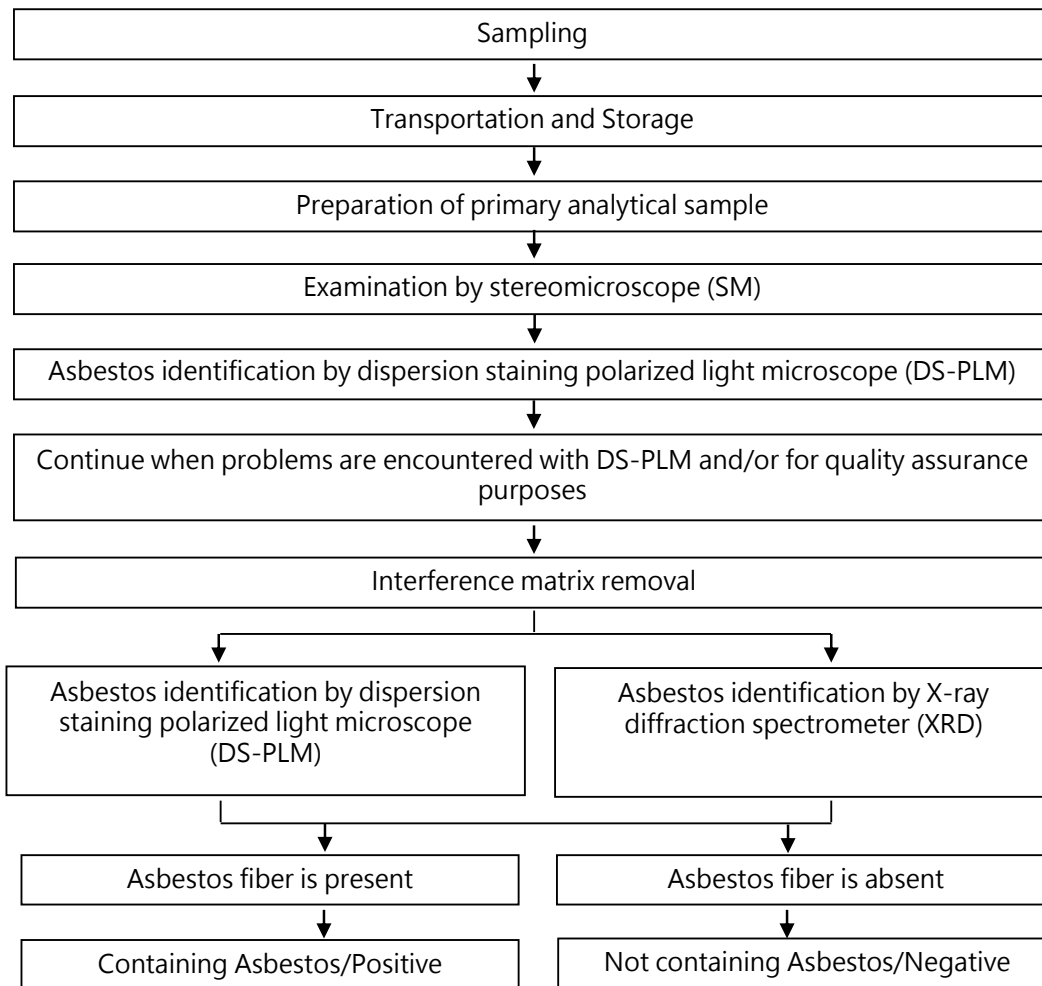 Sampling
Transportation and Storage
Preparation of primary analytical sample
Examination by stereomicroscope (SM)
Asbestos identification by dispersion staining polarized light microscope (DS-PLM)
Continue when problems are encountered with DS-PLM and/or for quality assurance
purposes
Interference matrix removal
Asbestos identification by dispersion
staining polarized light microscope
(DS-PLM)
Asbestos identification by X-ray
diffraction spectrometer (XRD)
Asbestos fiber is present
Asbestos fiber is absent
Containing Asbestos/Positive
Not containing Asbestos/Negative